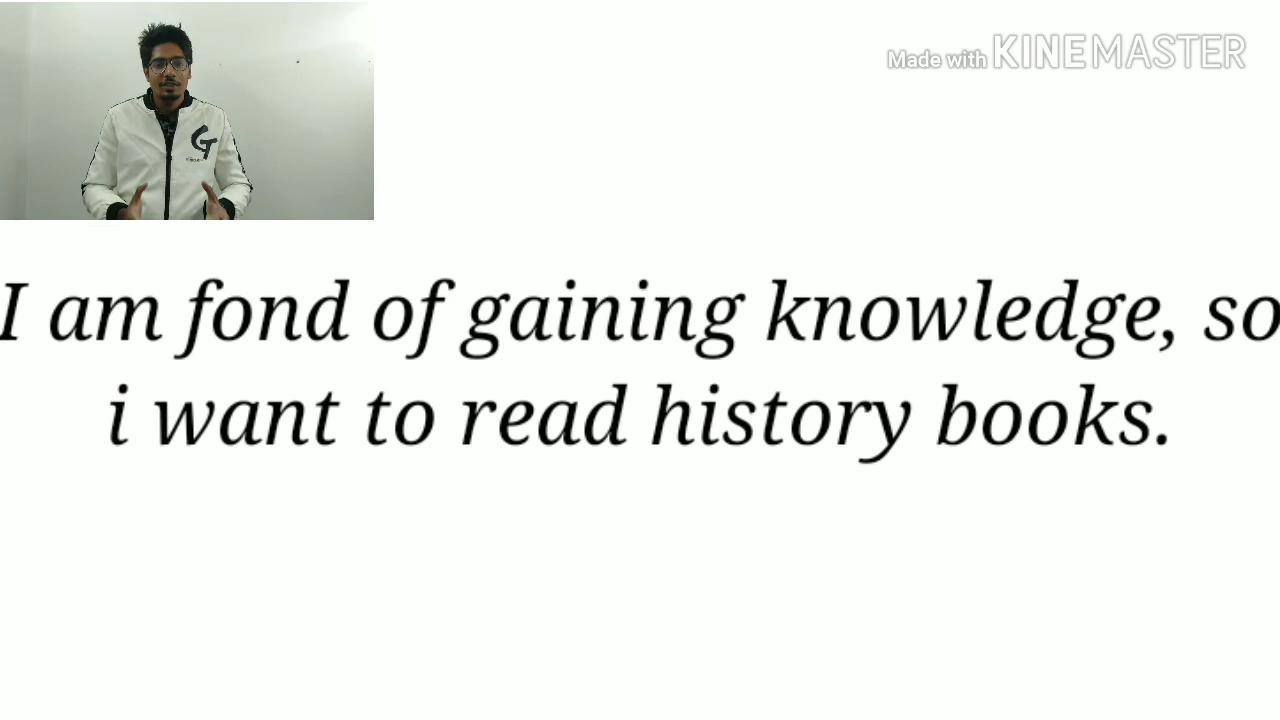 Made with KINEMASTER
G
I am fond of gaining knowledge, so
i want to read history books.